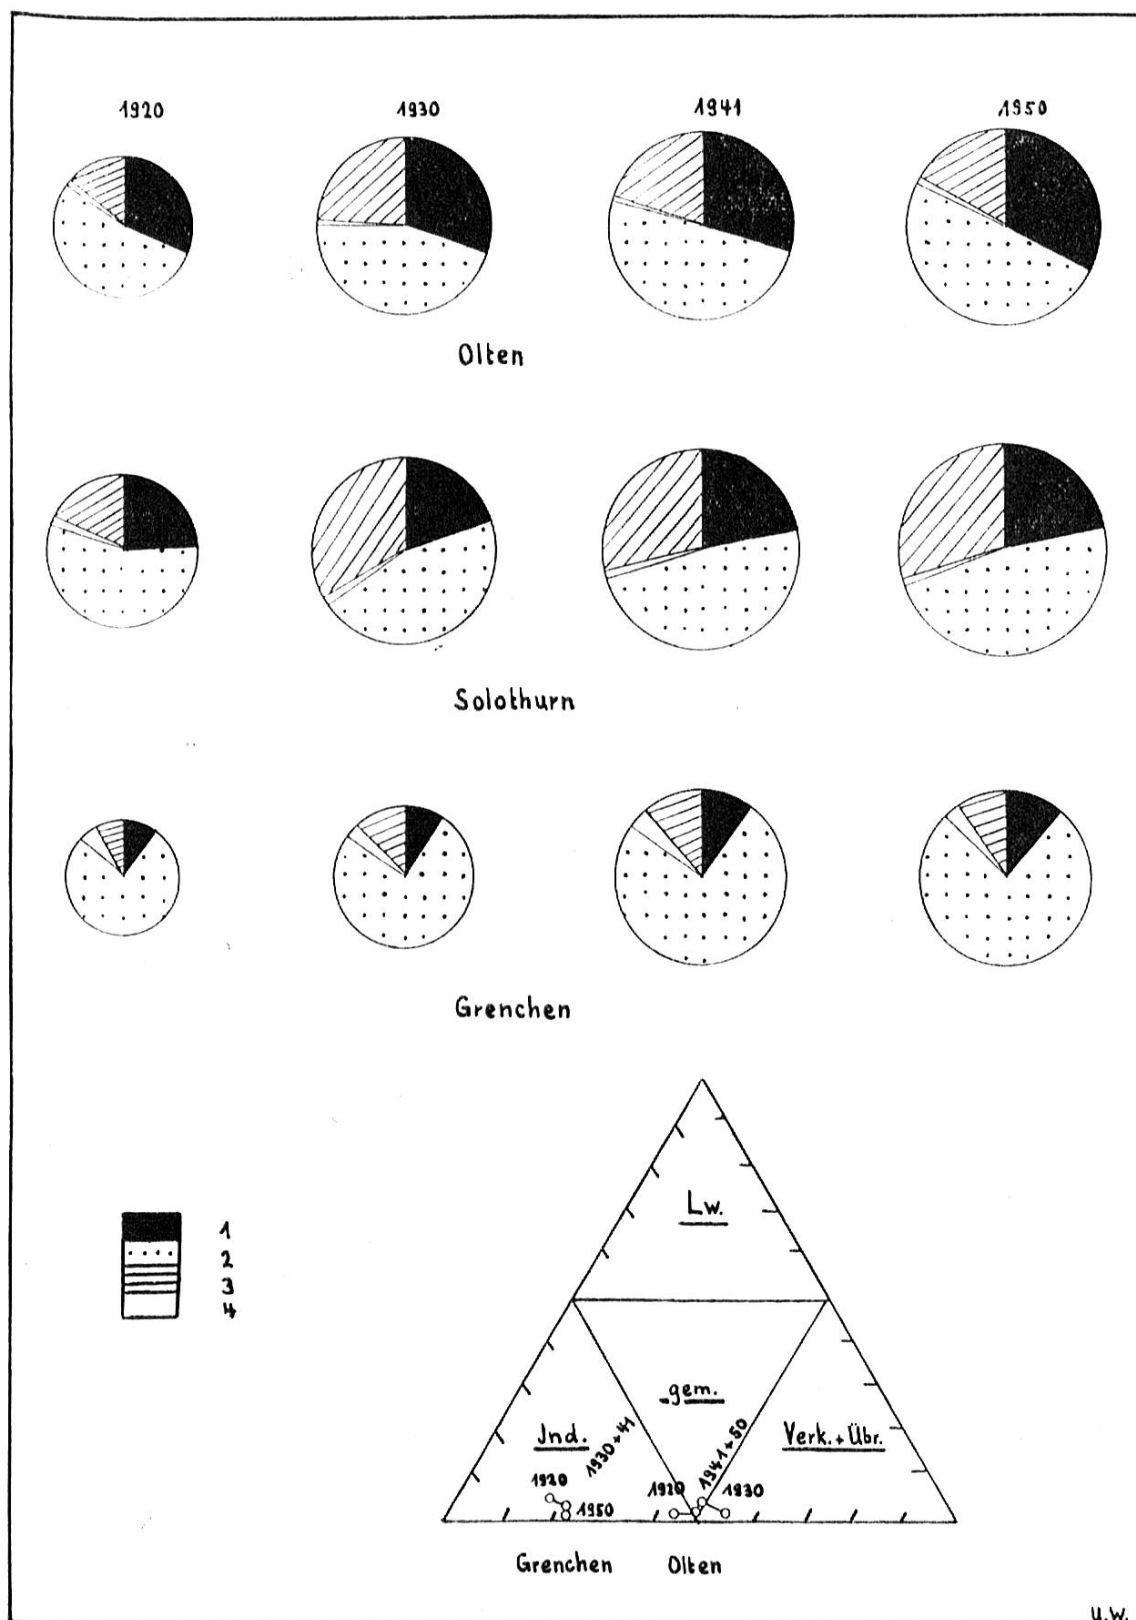 1920 1930 1941 1950
Olten
Solothurn
Grenchen
1
2
3
4
Lw.
gem.
Jnd.
1930+41
1941+50
Verk.+Übr.
1920
1950
1920
1930
Grenchen Olten
U.W.